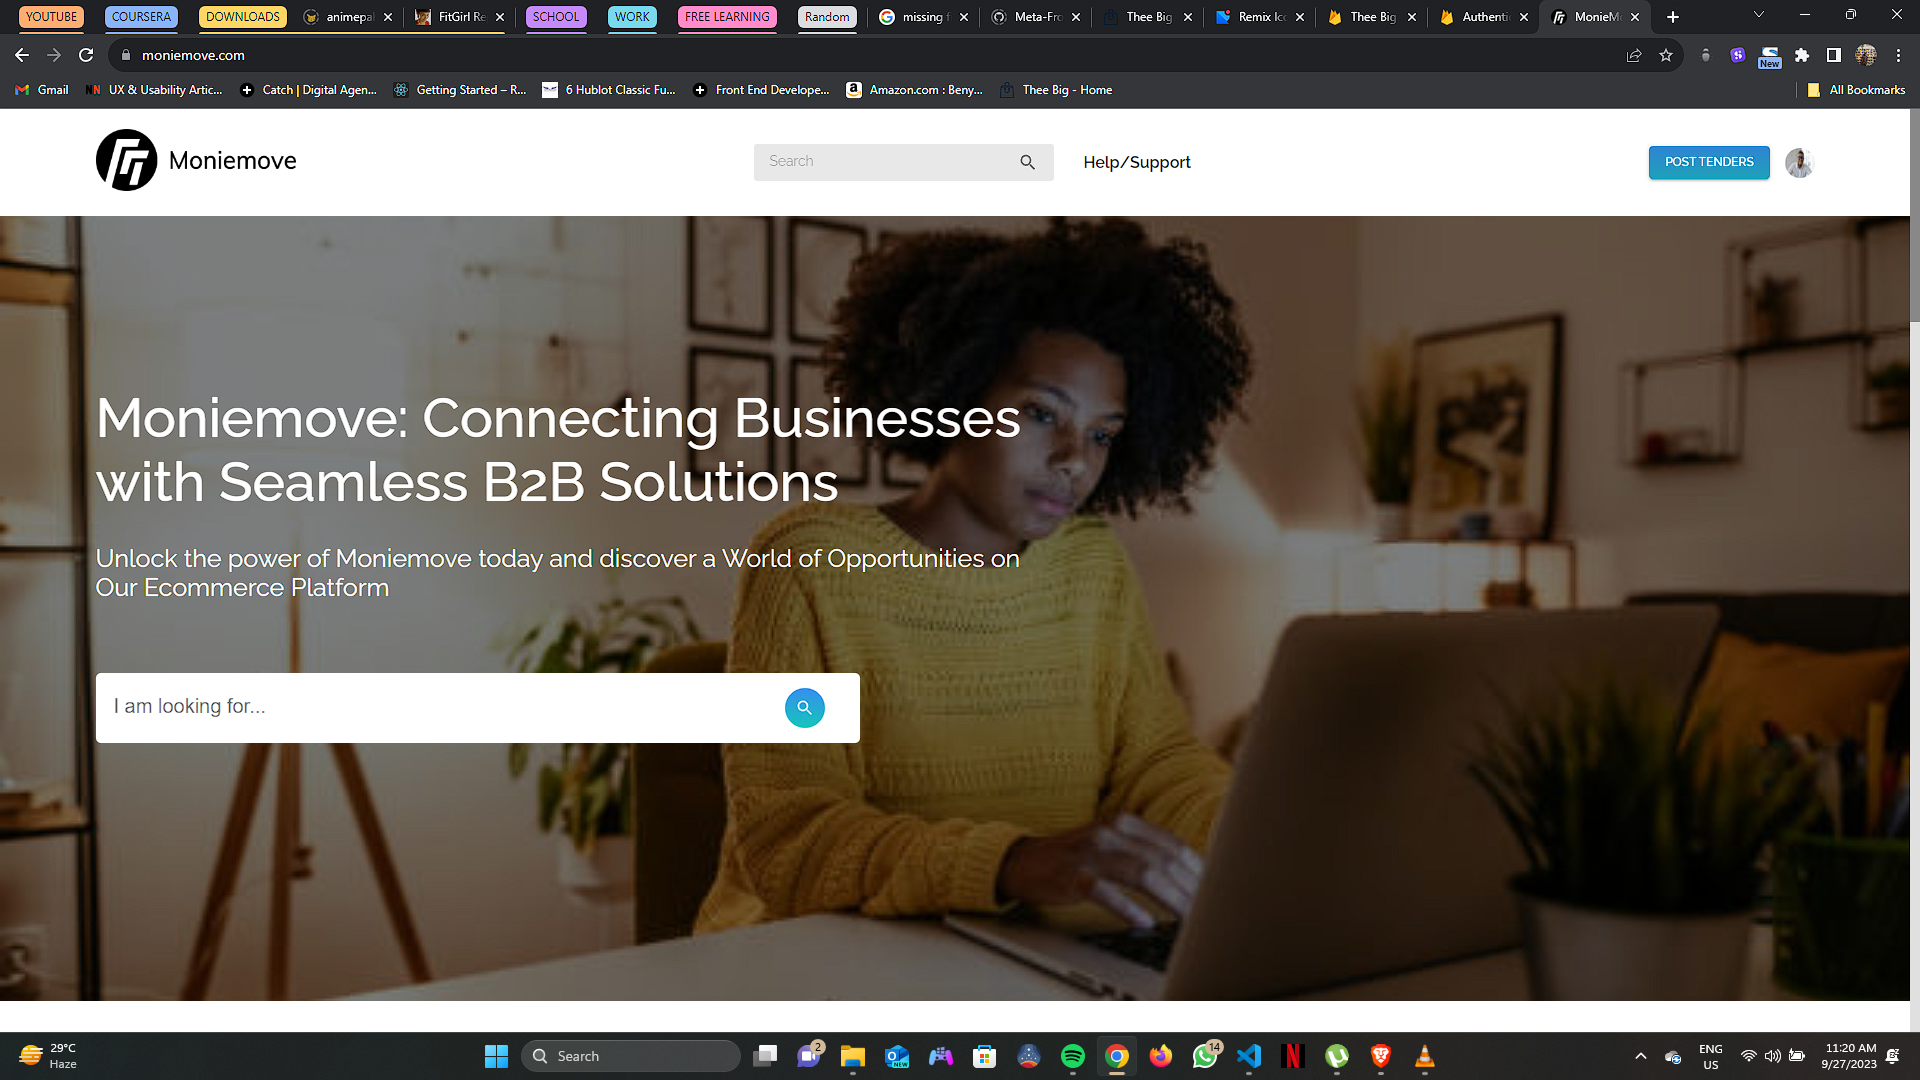 YOUTUBE COURSERA DOWNLOADS animepa FitGirl Re SCHOOL WORK FREE LEARNING Random missing f Meta-Fro Thee Big Remix Ico Thee Big Authenti MonieM
moniemove.com
New
Gmail UX & Usability Artic... Catch | Digital Agen... Getting Started – R... 6 Hublot Classic Fu... Front End Develope... Amazon.com : Beny... Thee Big - Home All Bookmarks
Moniemove Search Help/Support POST TENDERS
Moniemove: Connecting Businesses
with Seamless B2B Solutions
Unlock the power of Moniemove today and discover a World of Opportunities on
Our Ecommerce Platform
I am looking for...
29°C
Haze
Search
2
NEW
14
ENG
US
11:20 AM
9/27/2023